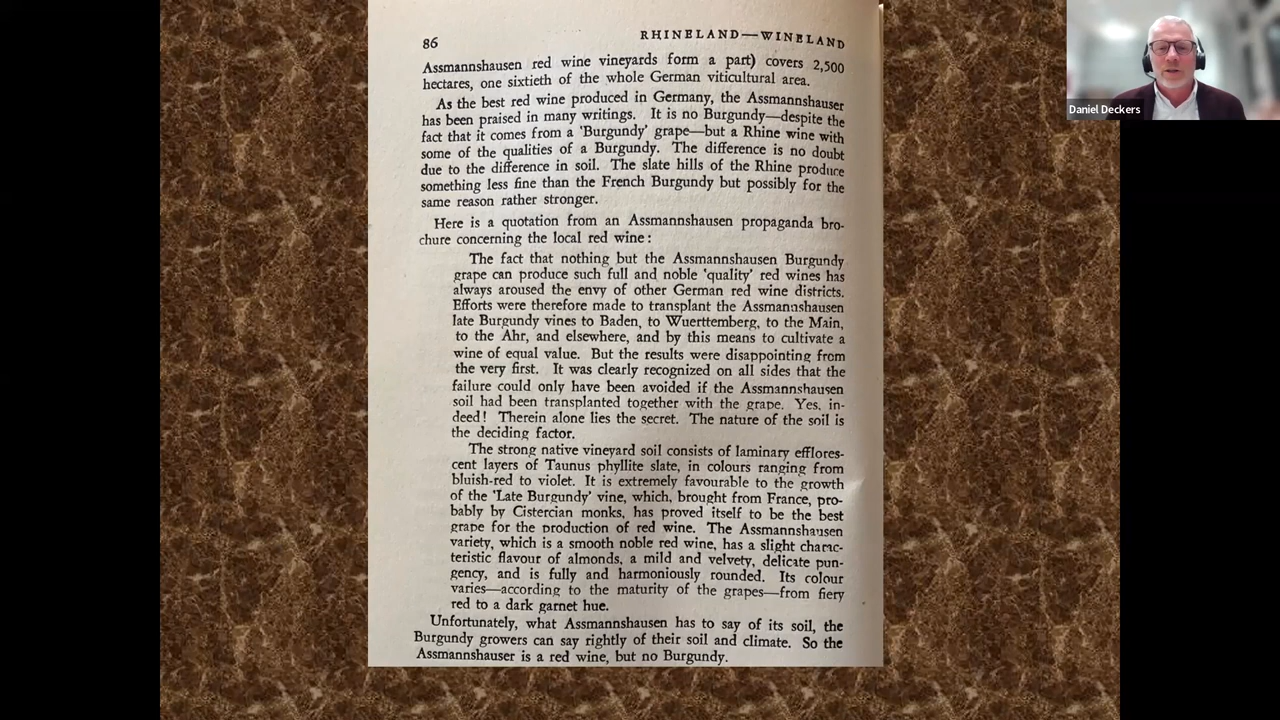 86
RHINELAND—WINELAND
Assmannshausen red wine vineyards form a part) covers 2,500
hectares, one sixtieth of the whole German viticultural area.
As the best red wine produced in Germany, the Assmannshauser
has been praised in many writings. It is no Burgundy—despite the
fact that it comes from a 'Burgundy' grape—but a Rhine wine with
some of the qualities of a Burgundy. The difference is no doubt
due to the difference in soil. The slate hills of the Rhine produce
something less fine than the French Burgundy but possibly for the
same reason rather stronger.
Here is a quotation from an Assmannshausen propaganda bro-
chure concerning the local red wine:
The fact that nothing but the Assmannshausen Burgundy
grape can produce such full and noble 'quality' red wines has
always aroused the envy of other German red wine districts.
Efforts were therefore made to transplant the Assmannshausen
late Burgundy vines to Baden, to Wuerttemberg, to the Main,
to the Ahr, and elsewhere, and by this means to cultivate a
wine of equal value. But the results were disappointing from
the very first. It was clearly recognized on all sides that the
failure could only have been avoided if the Assmannshausen
soil had been transplanted together with the grape. Yes, in-
deed! Therein alone lies the secret. The nature of the soil is
the deciding factor.
The strong native vineyard soil consists of laminary efflores-
cent layers of Taunus phyllite slate, in colours ranging from
bluish-red to violet. It is extremely favourable to the growth
of the 'Late Burgundy' vine, which, brought from France, pro-
bably by Cistercian monks, has proved itself to be the best
grape for the production of red wine. The Assmannshausen
variety, which is a smooth noble red wine, has a slight charac-
teristic flavour of almonds, a mild and velvety, delicate pun-
gency, and is fully and harmoniously rounded. Its colour
varies—according to the maturity of the grapes—from fiery
red to a dark garnet hue.
Unfortunately, what Assmannshausen has to say of its soil, the
Burgundy growers can say rightly of their soil and climate. So the
Assmannshauser is a red wine, but no Burgundy.
Daniel Deckers